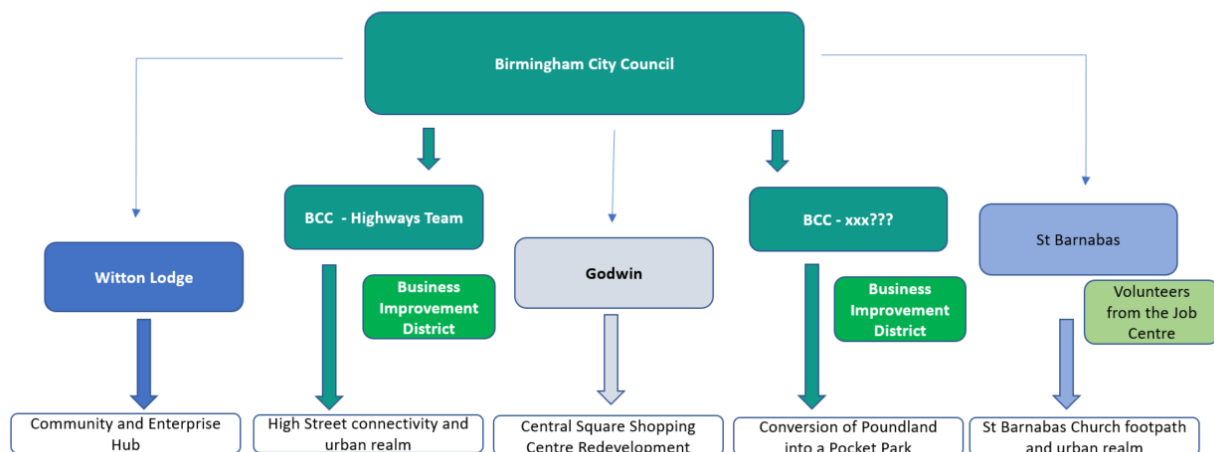 Birmingham City Council
BCC - Highways Team
BCC - xxx???
St Barnabas
Witton Lodge
Godwin
Business
Improvement
District
Business
Improvement
District
Volunteers
from the Job
Centre
Community and Enterprise
Hub
High Street connectivity and
urban realm
Central Square Shopping
Centre Redevelopment
Conversion of Poundland
into a Pocket Park
St Barnabas Church footpath
and urban realm